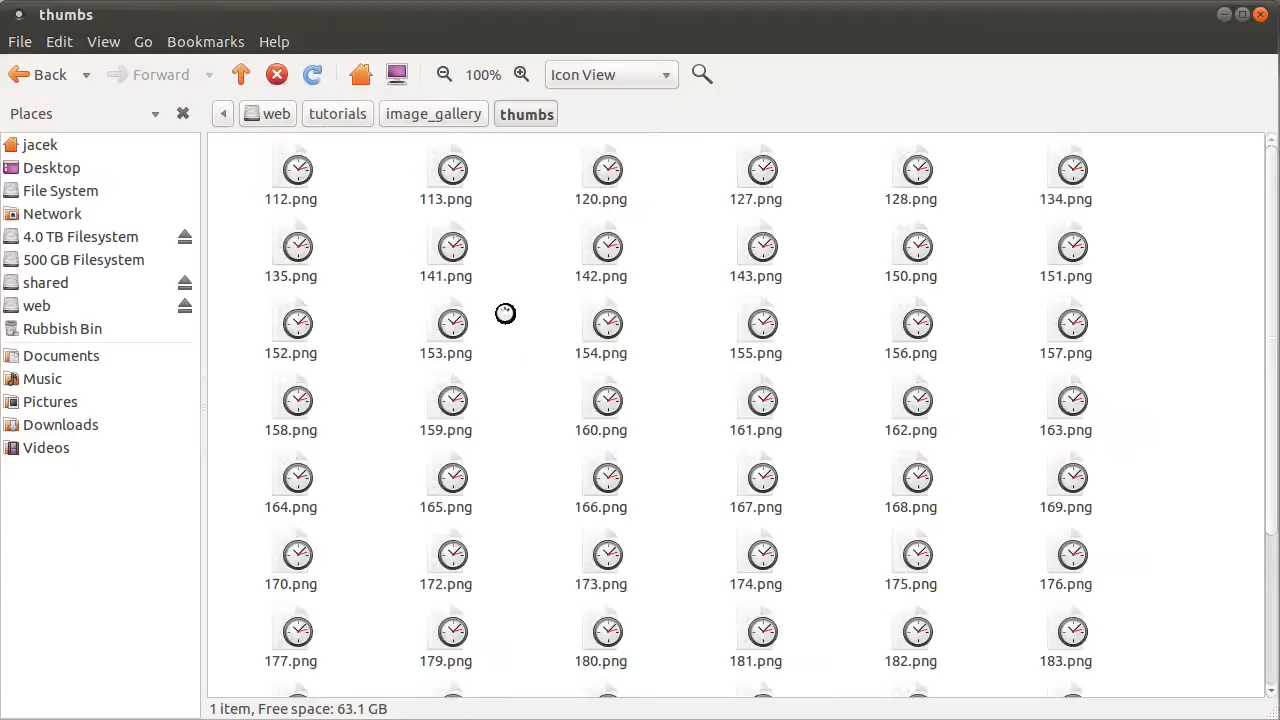 thumbs
File Edit View Go Bookmarks Help
Back Forward 100% Icon View
Places web tutorials image_gallery thumbs
jacek
Desktop
File System
Network
4.0 TB Filesystem
500 GB Filesystem
shared
web
Rubbish Bin
Documents
Music
Pictures
Downloads
Videos
112.png 113.png 120.png 127.png 128.png 134.png
135.png 141.png 142.png 143.png 150.png 151.png
152.png 153.png 154.png 155.png 156.png 157.png
158.png 159.png 160.png 161.png 162.png 163.png
164.png 165.png 166.png 167.png 168.png 169.png
170.png 172.png 173.png 174.png 175.png 176.png
177.png 179.png 180.png 181.png 182.png 183.png
1 item, Free space: 63.1 GB